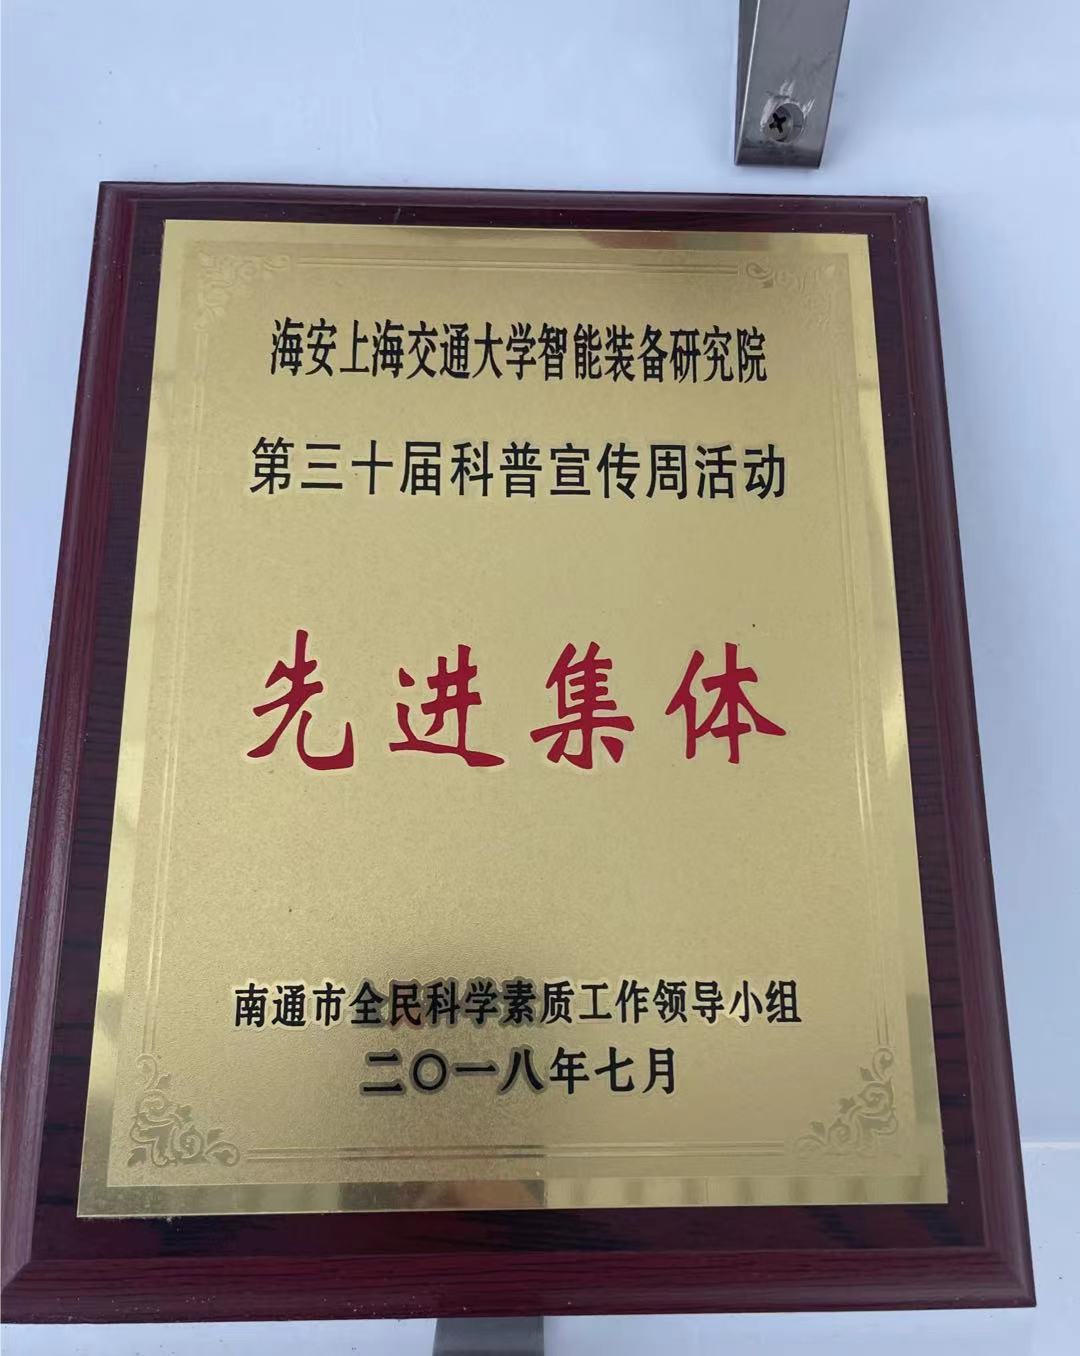 海安上海交通大学智能装备研究院
第三十届科普宣传周活动
先进集体
南通市全民科学素质工作领导小组
二〇一八年七月